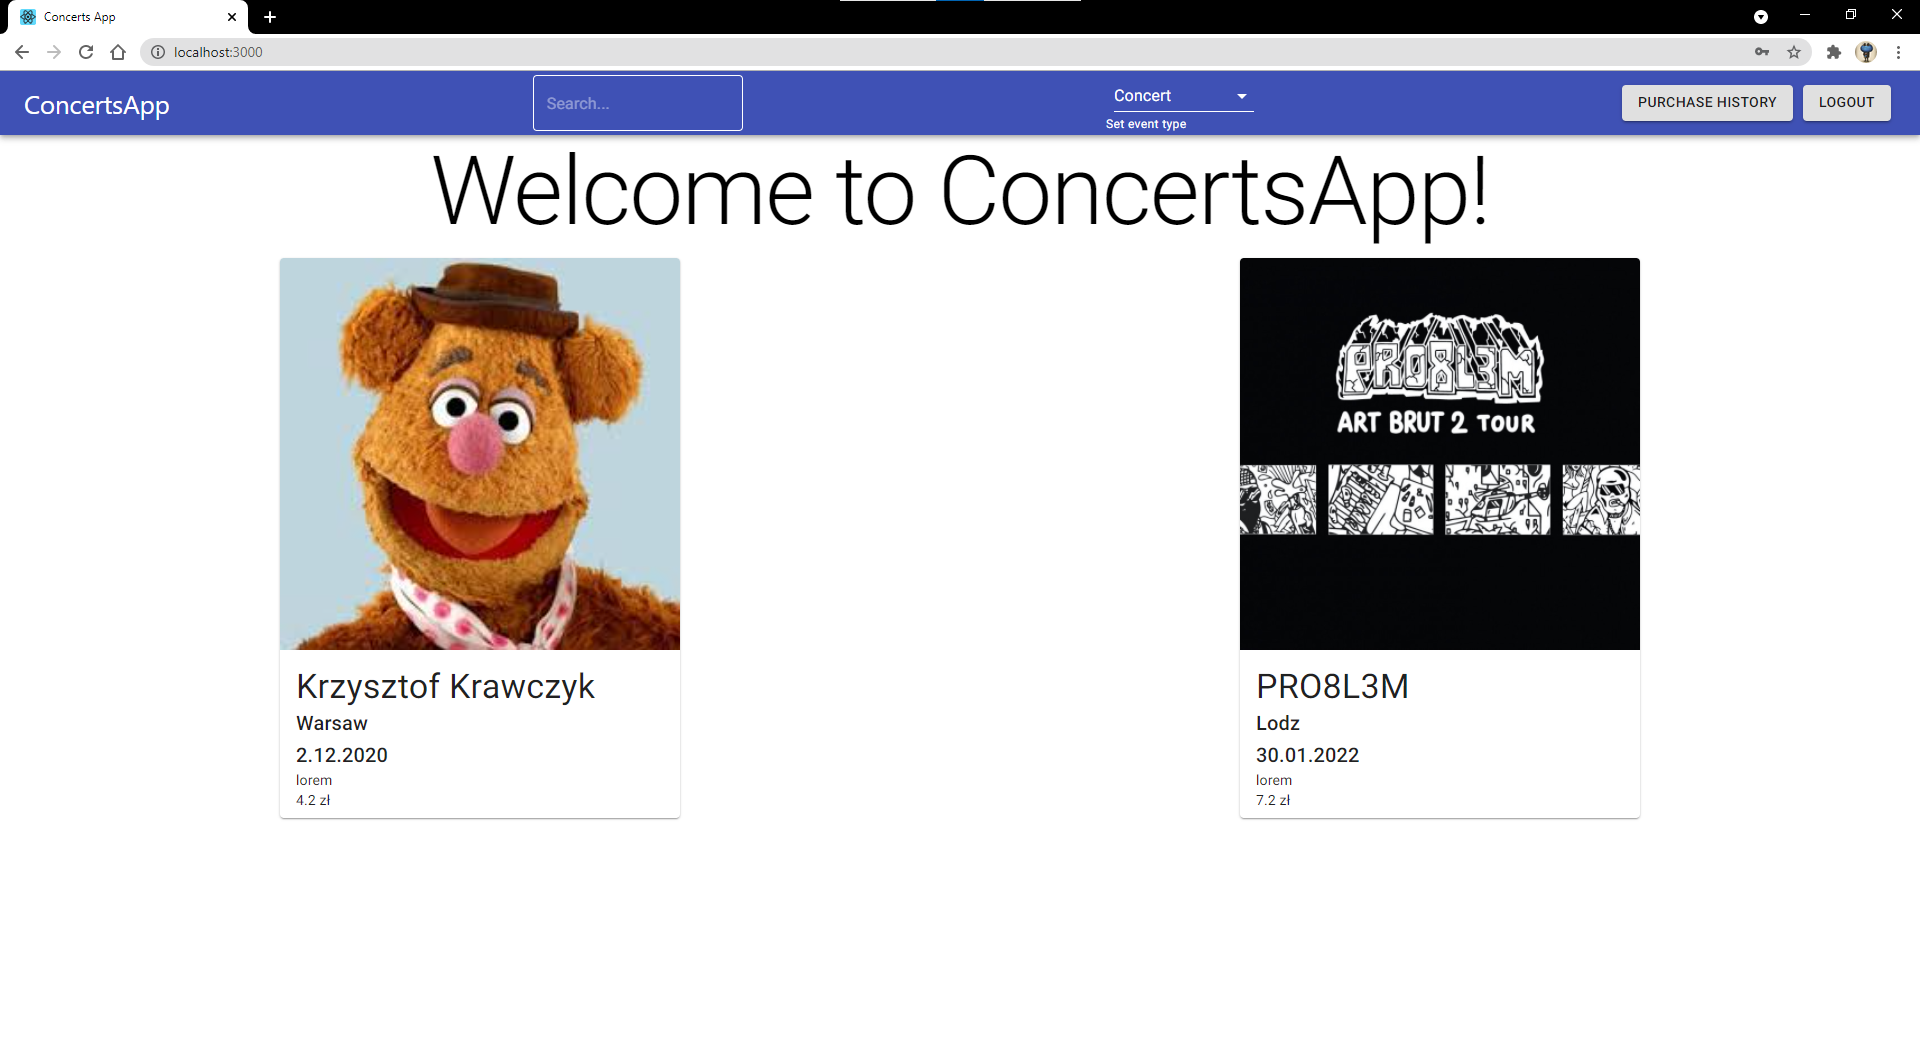 Concerts App
localhost:3000
ConcertsApp
Search...
Concert
Set event type
PURCHASE HISTORY
LOGOUT
Welcome to ConcertsApp!
PRO8L3M
ART BRUT 2 TOUR
Krzysztof Krawczyk
Warsaw
2.12.2020
lorem
4.2 zł
PRO8L3M
Lodz
30.01.2022
lorem
7.2 zł